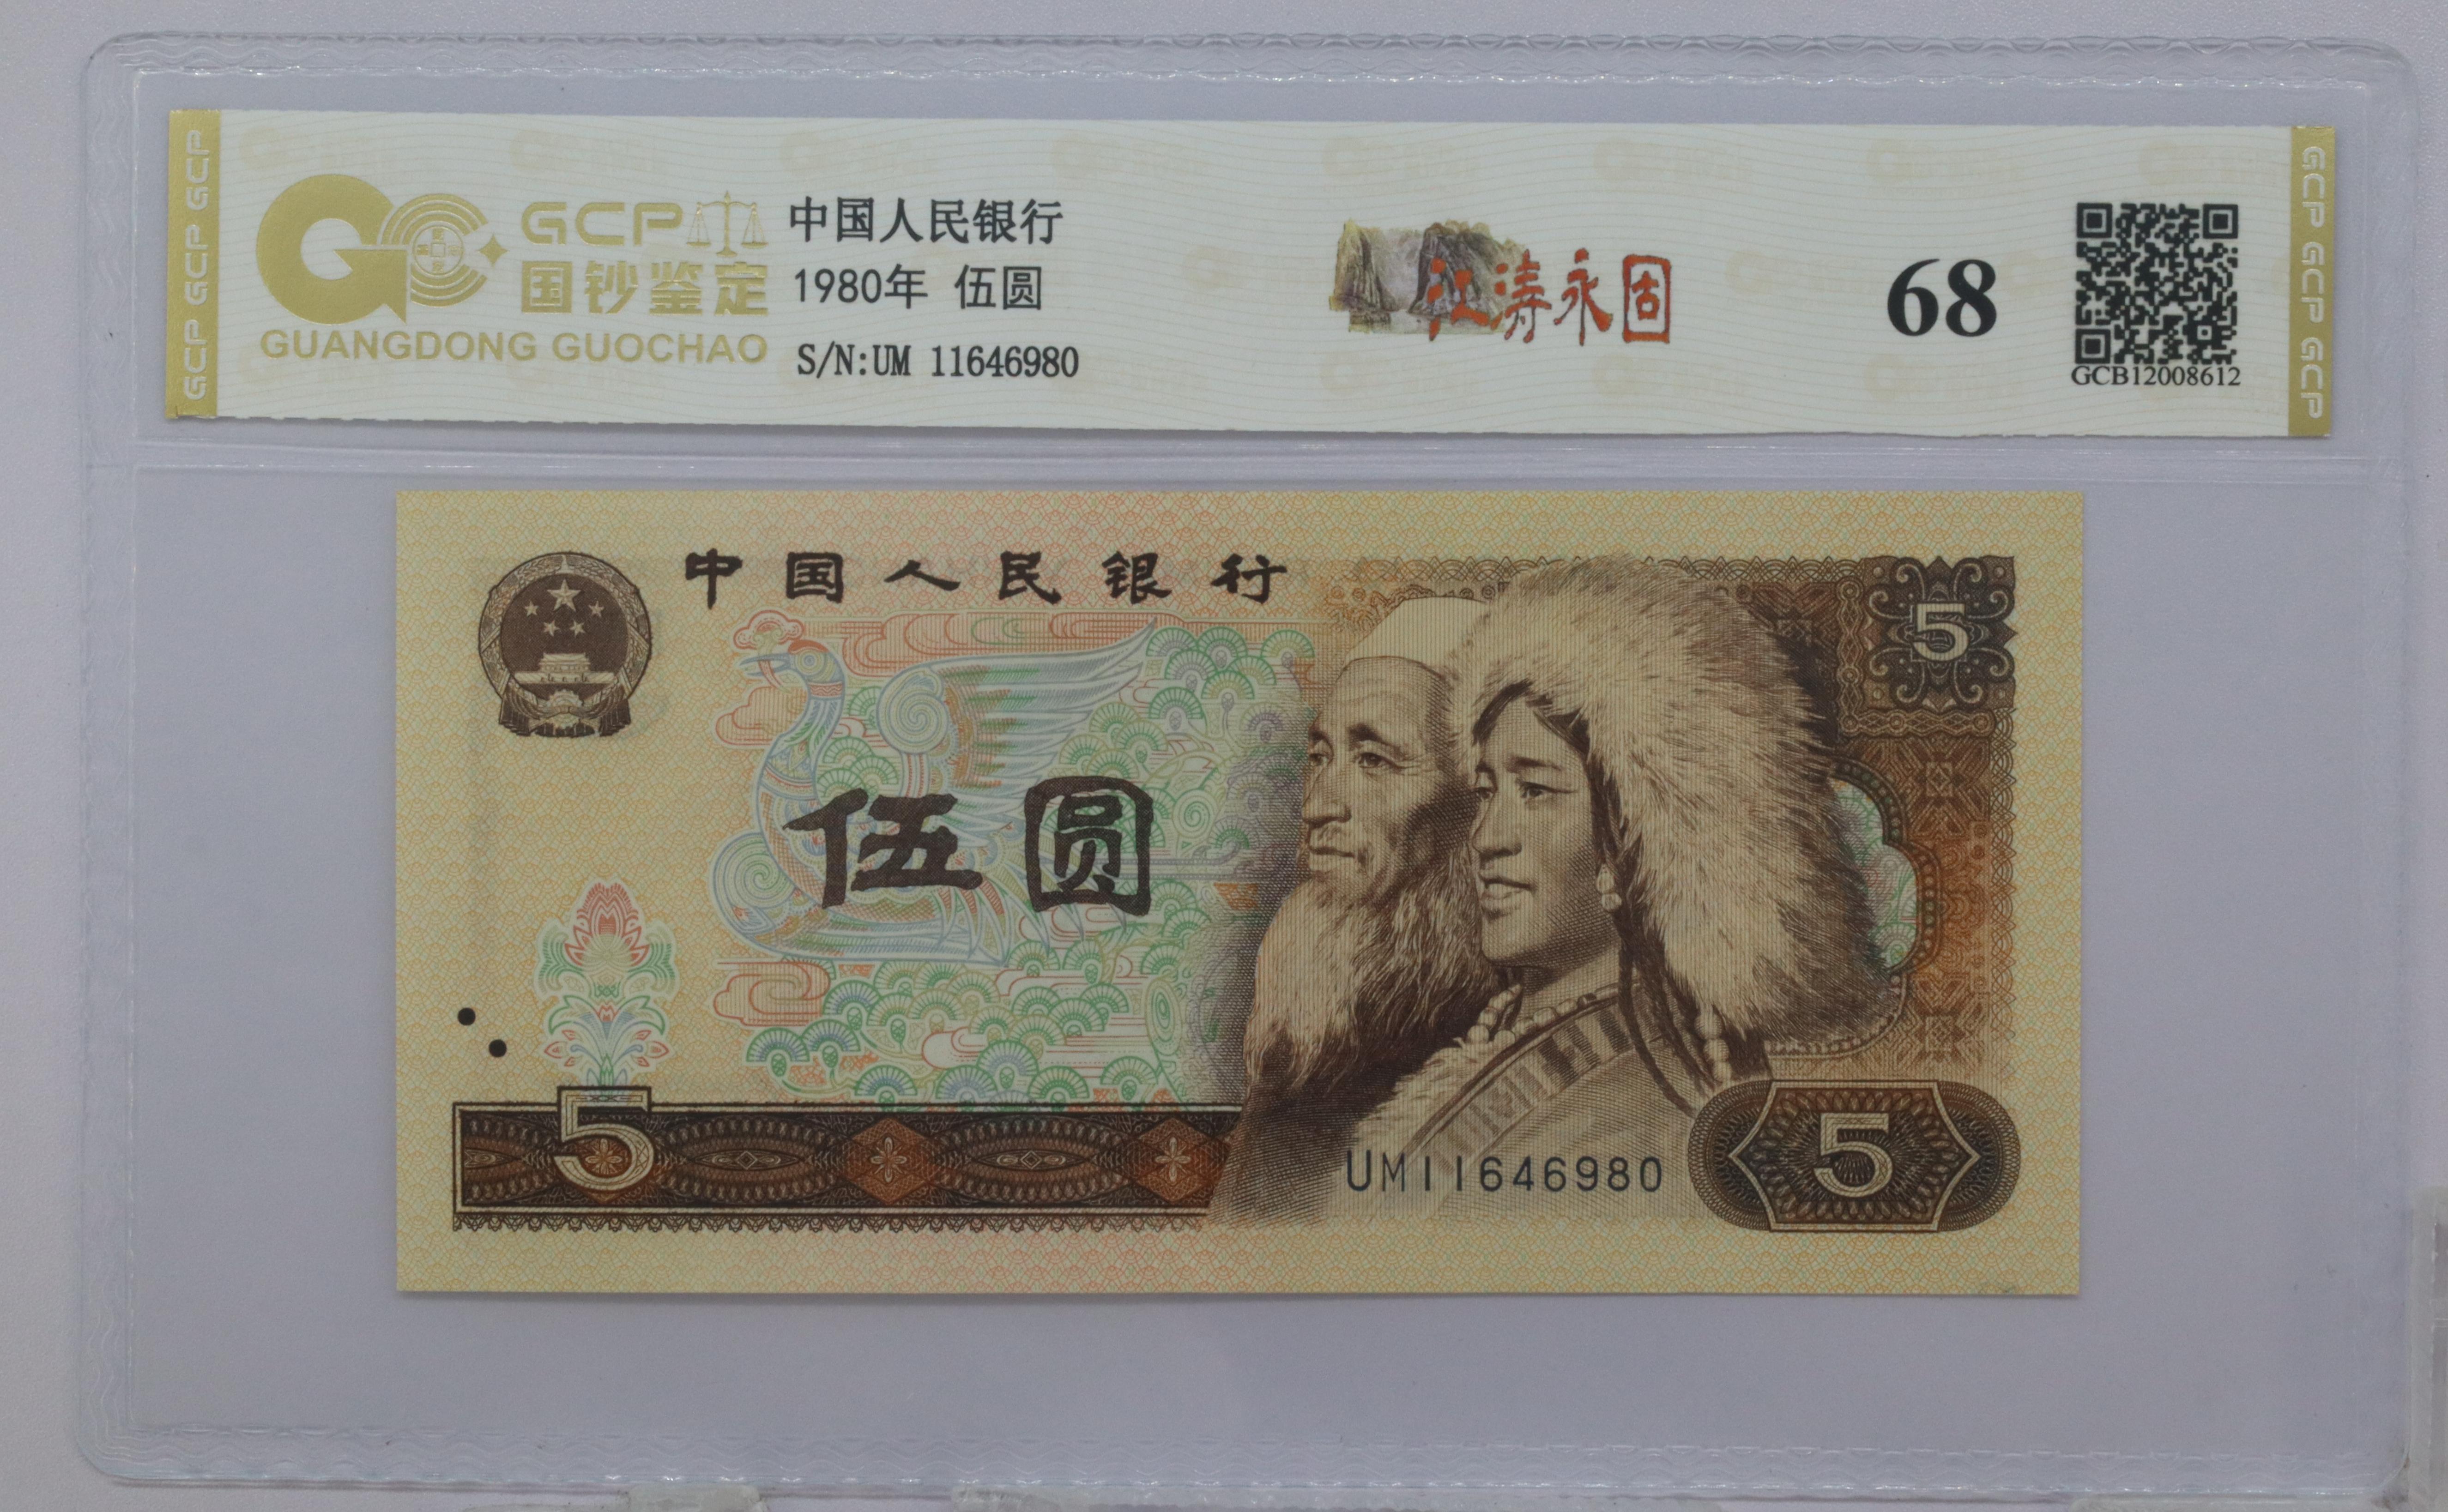 GCP GCP GCP
GCP
国钞鉴定
GUANGDONG GUOCHAO
中国人民银行
1980年 伍圆
S/N:UM 11646980
江涛永固
68
GCB12008612
GCP GCP GCP
中国人民银行
5
伍圆
5
UM11646980
5